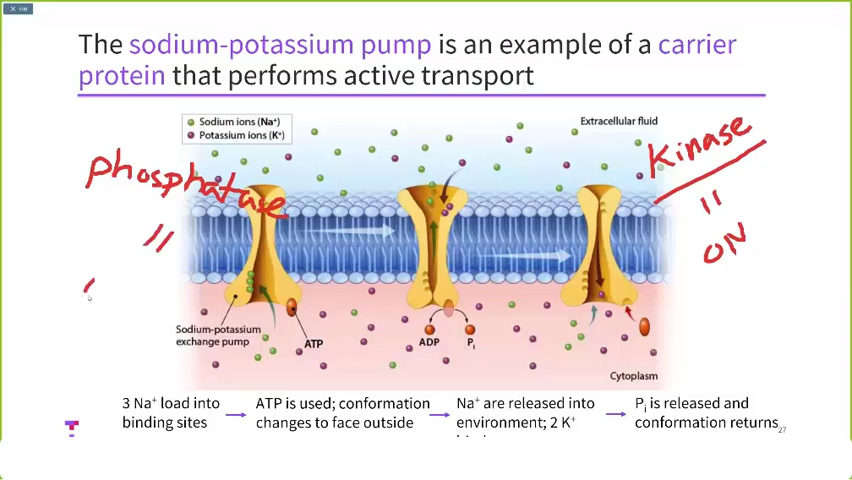 The sodium-potassium pump is an example of a carrier
protein that performs active transport
Sodium ions (Na+)
Potassium ions (K+)
Extracellular fluid
phosphatase
=
Kinase
=
ON
Sodium-potassium
exchange pump
ATP
ADP
Pi
Cytoplasm
3 Na+ load into
binding sites
ATP is used; conformation
changes to face outside
Na+ are released into
environment; 2 K+
Pi is released and
conformation returns
27